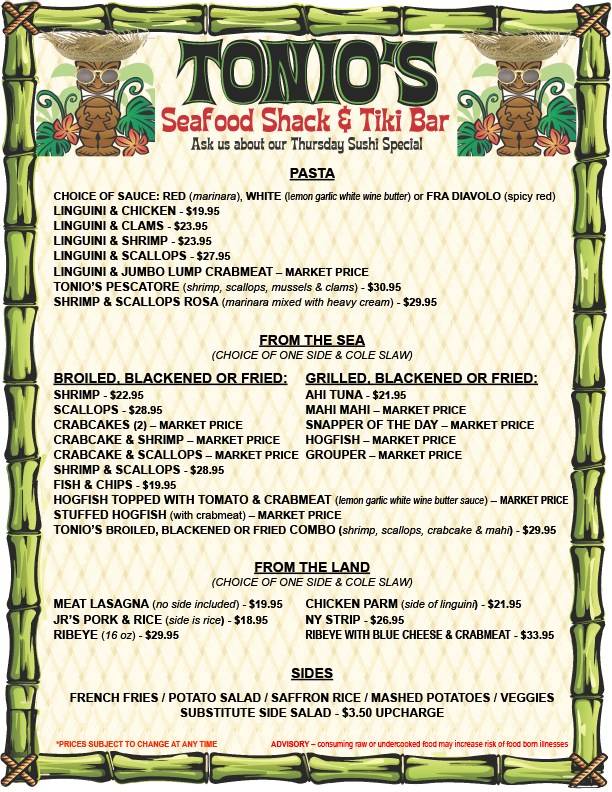 TONIO'S
Seafood Shack & Tiki Bar
Ask us about our Thursday Sushi Special
PASTA
CHOICE OF SAUCE: RED (marinara), WHITE (lemon garlic white wine butter) or FRA DIAVOLO (spicy red)
LINGUINI & CHICKEN - $19.95
LINGUINI & CLAMS - $23.95
LINGUINI & SHRIMP - $23.95
LINGUINI & SCALLOPS - $27.95
LINGUINI & JUMBO LUMP CRABMEAT – MARKET PRICE
TONIO'S PESCATORE (shrimp, scallops, mussels & clams) - $30.95
SHRIMP & SCALLOPS ROSA (marinara mixed with heavy cream) - $29.95
FROM THE SEA
(CHOICE OF ONE SIDE & COLE SLAW)
BROILED, BLACKENED OR FRIED:
SHRIMP - $22.95
SCALLOPS - $28.95
CRABCAKES (2) – MARKET PRICE
CRABCAKE & SHRIMP – MARKET PRICE
CRABCAKE & SCALLOPS – MARKET PRICE
SHRIMP & SCALLOPS - $28.95
FISH & CHIPS - $19.95
GRILLED, BLACKENED OR FRIED:
AHI TUNA - $21.95
MAHI MAHI – MARKET PRICE
SNAPPER OF THE DAY – MARKET PRICE
HOGFISH – MARKET PRICE
GROUPER – MARKET PRICE
HOGFISH TOPPED WITH TOMATO & CRABMEAT (lemon garlic white wine butter sauce) – MARKET PRICE
STUFFED HOGFISH (with crabmeat) – MARKET PRICE
TONIO'S BROILED, BLACKENED OR FRIED COMBO (shrimp, scallops, crabcake & mahi) - $29.95
FROM THE LAND
(CHOICE OF ONE SIDE & COLE SLAW)
MEAT LASAGNA (no side included) - $19.95
JR'S PORK & RICE (side is rice) - $18.95
RIBEYE (16 oz) - $29.95
CHICKEN PARM (side of linguini) - $21.95
NY STRIP - $26.95
RIBEYE WITH BLUE CHEESE & CRABMEAT - $33.95
SIDES
FRENCH FRIES / POTATO SALAD / SAFFRON RICE / MASHED POTATOES / VEGGIES
SUBSTITUTE SIDE SALAD - $3.50 UPCHARGE
*PRICES SUBJECT TO CHANGE AT ANY TIME
ADVISORY – consuming raw or undercooked food may increase risk of food born illnesses